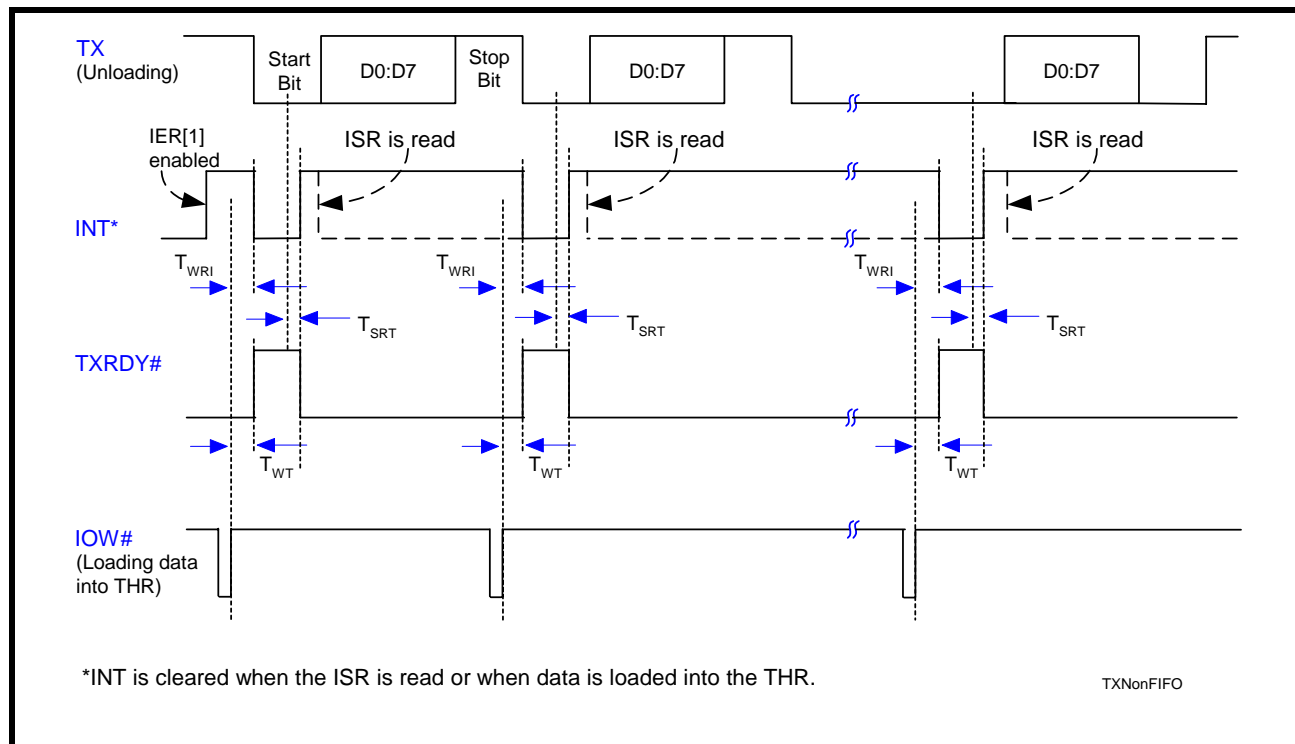 TX
(Unloading)
Start
Bit
D0:D7
Stop
Bit
D0:D7
D0:D7
IER[1]
enabled
ISR is read
ISR is read
ISR is read
INT*
TWRI
TWRI
TWRI
TSRT
TSRT
TSRT
TXRDY#
TWT
TWT
TWT
IOW#
(Loading data
into THR)
*INT is cleared when the ISR is read or when data is loaded into the THR.
TXNonFIFO